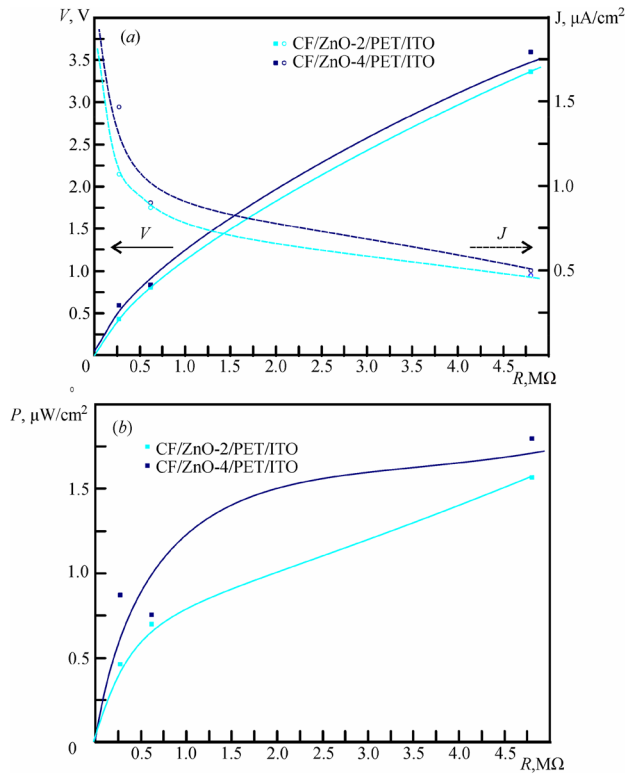 V, V
J, μA/cm²
(a)
CF/ZnO-2/PET/ITO
CF/ZnO-4/PET/ITO
3.5
3.0
2.5
2.0
1.5
1.0
0.5
0
1.5
1.0
0.5
V
J
0.5 1.0 1.5 2.0 2.5 3.0 3.5 4.0 4.5
R,MΩ
P, μW/cm²
(b)
CF/ZnO-2/PET/ITO
CF/ZnO-4/PET/ITO
1.5
1.0
0.5
0
0.5 1.0 1.5 2.0 2.5 3.0 3.5 4.0 4.5
R,MΩ